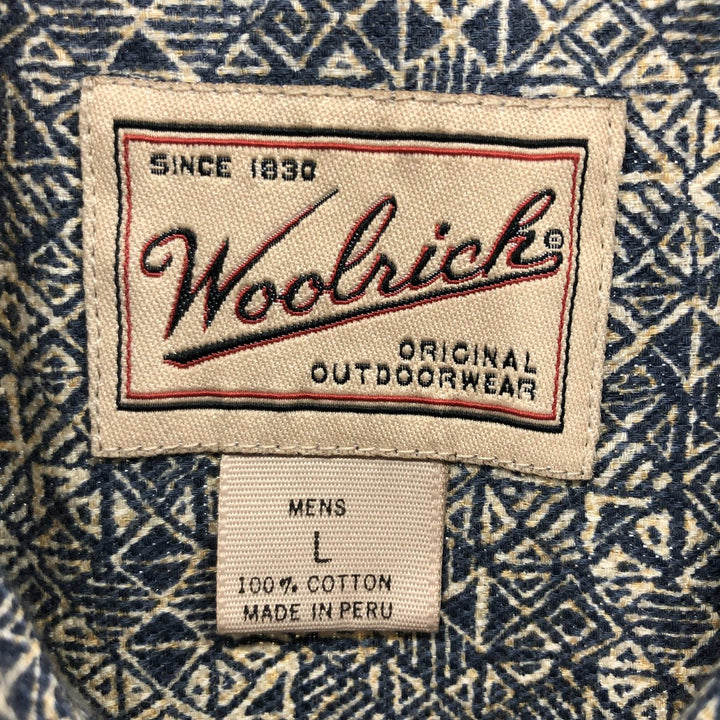 SINCE 1830
Woolrich®
ORIGINAL
OUTDOORWEAR
MENS
L
100% COTTON
MADE IN PERU